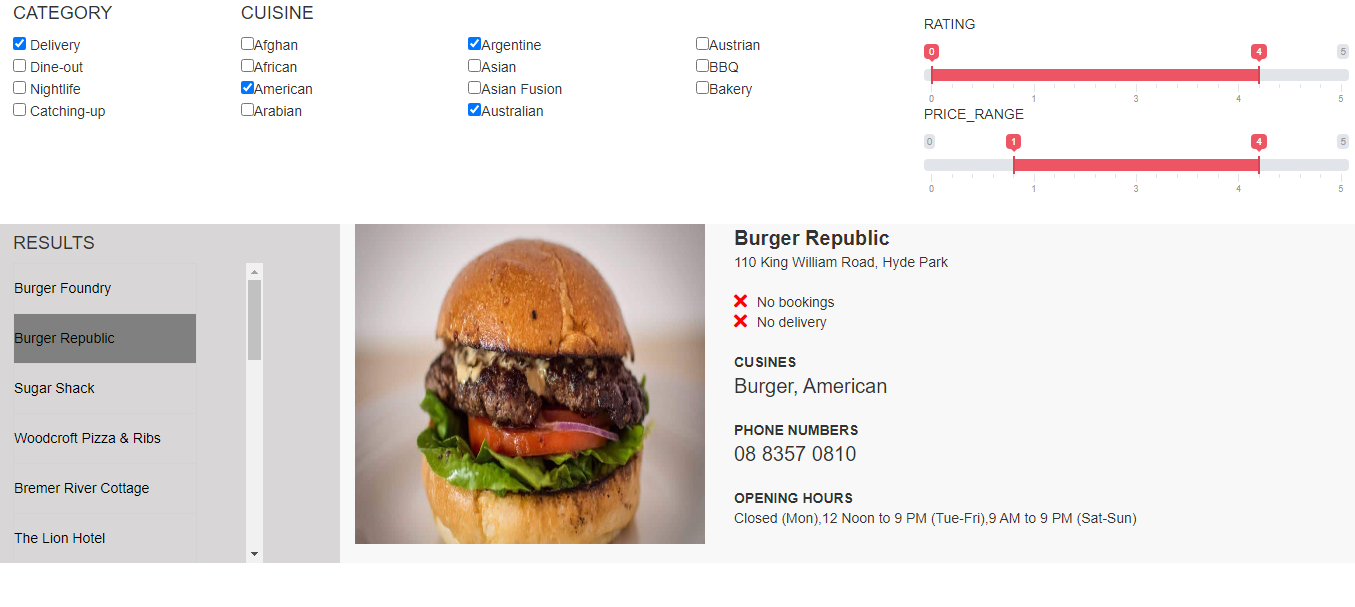 CATEGORY
Delivery
Dine-out
Nightlife
Catching-up
CUISINE
Afghan
African
American
Arabian
Argentine
Asian
Asian Fusion
Australian
Austrian
BBQ
Bakery
RATING
0 4 5
0 1 3 4 5
PRICE_RANGE
0 1 4 5
0 1 3 4 5
RESULTS
Burger Foundry
Burger Republic
Sugar Shack
Woodcroft Pizza & Ribs
Bremer River Cottage
The Lion Hotel
Burger Republic
110 King William Road, Hyde Park
No bookings
No delivery
CUSINES
Burger, American
PHONE NUMBERS
08 8357 0810
OPENING HOURS
Closed (Mon),12 Noon to 9 PM (Tue-Fri),9 AM to 9 PM (Sat-Sun)